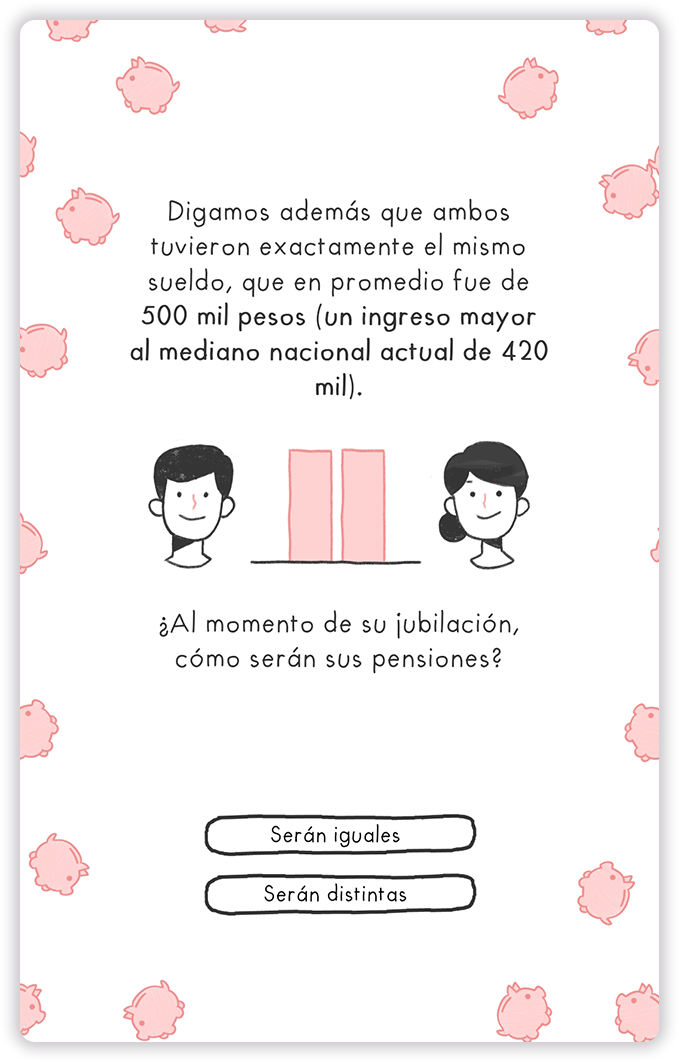 Digamos además que ambos
tuvieron exactamente el mismo
sueldo, que en promedio fue de
500 mil pesos (un ingreso mayor
al mediano nacional actual de 420
mil).
¿Al momento de su jubilación,
cómo serán sus pensiones?
Serán iguales
Serán distintas